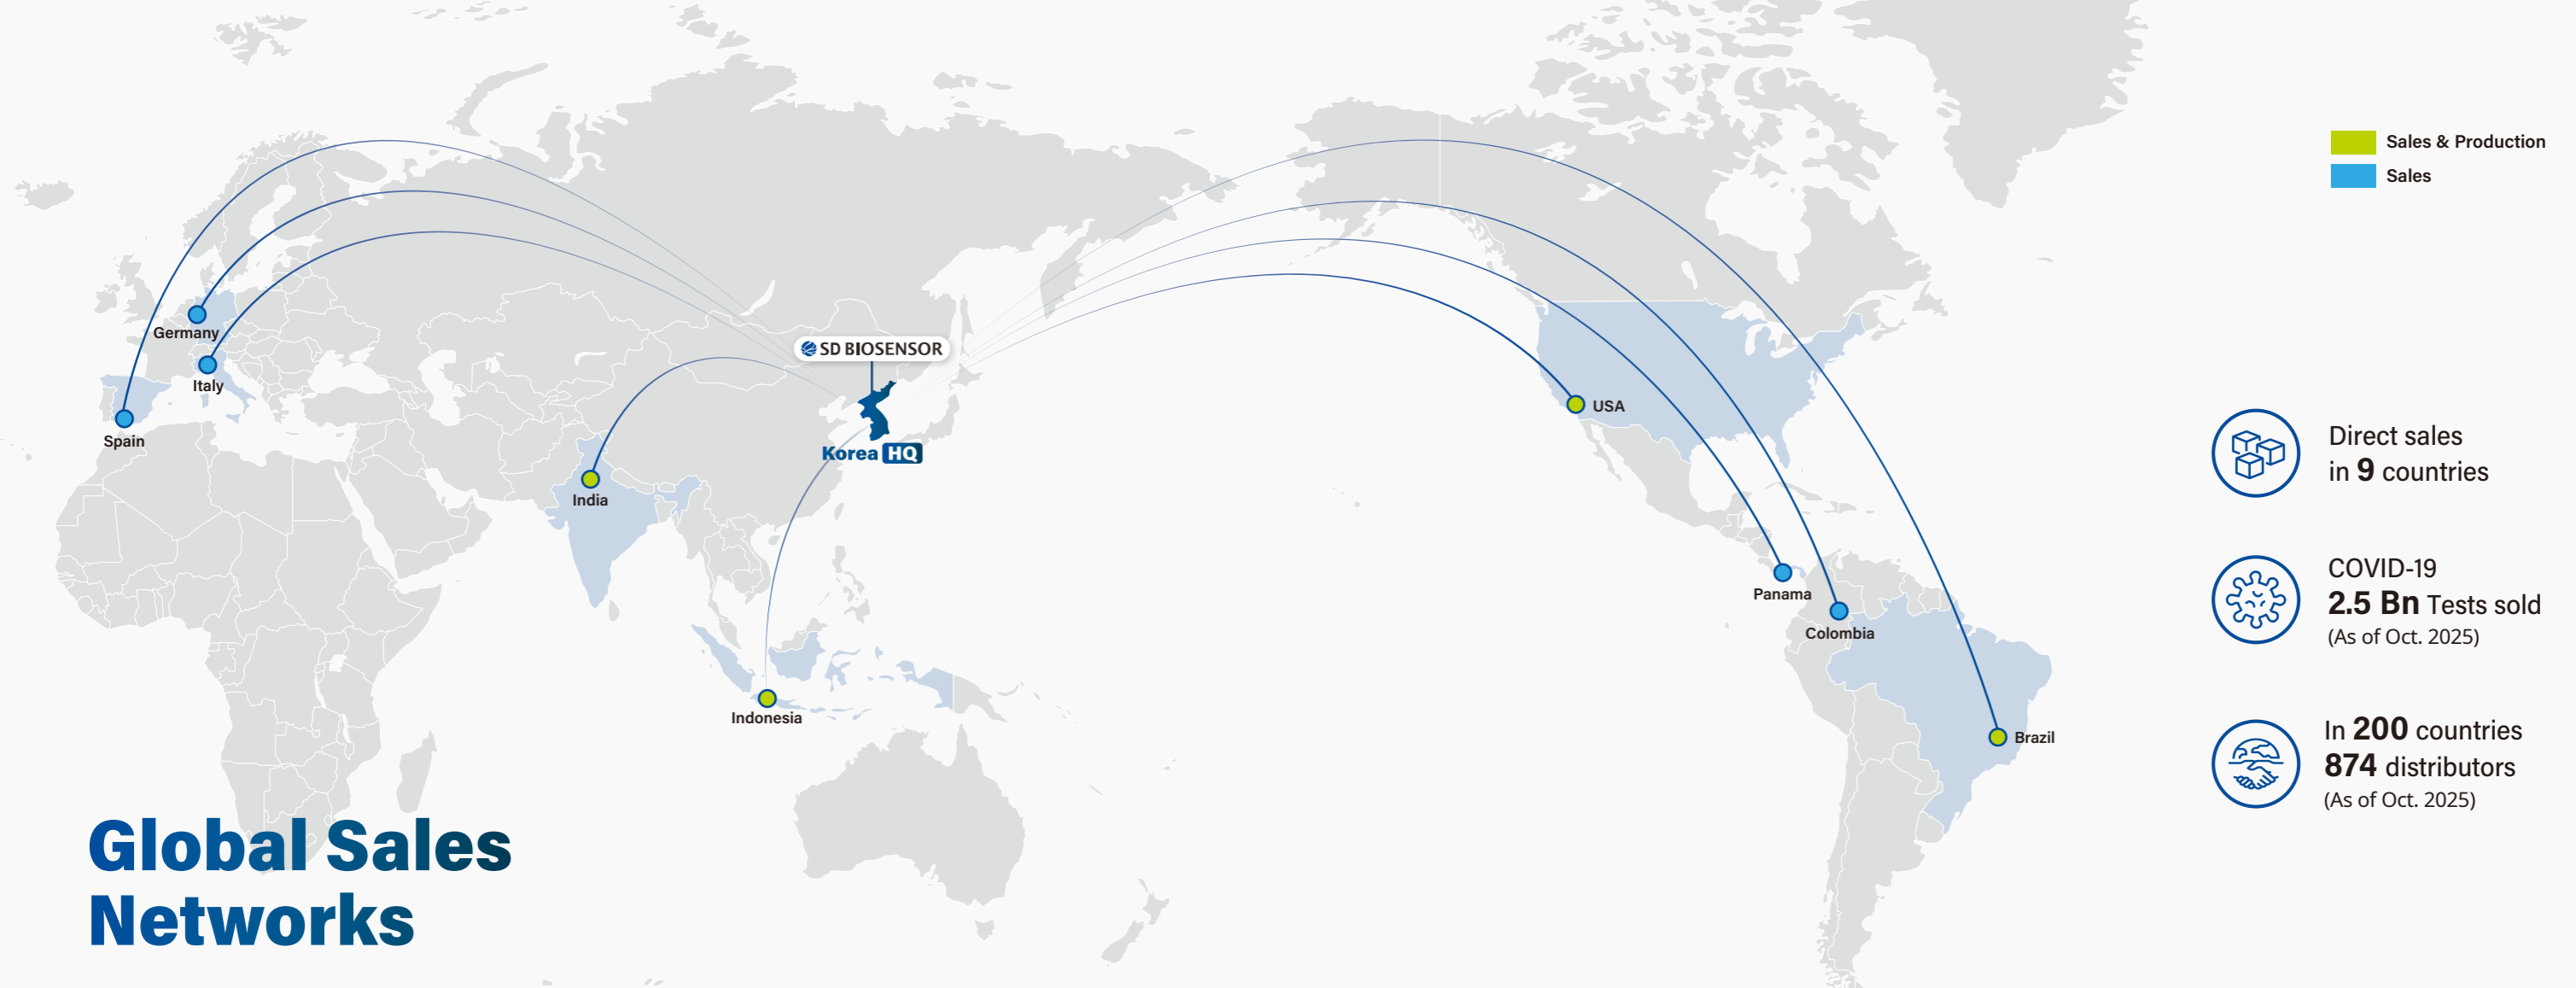 Sales & Production
Sales
Germany
Italy
Spain
India
SD BIOSENSOR
Korea HQ
Indonesia
USA
Panama
Colombia
Brazil
Direct sales
in 9 countries
COVID-19
2.5 Bn Tests sold
(As of Oct. 2025)
In 200 countries
874 distributors
(As of Oct. 2025)
Global Sales
Networks